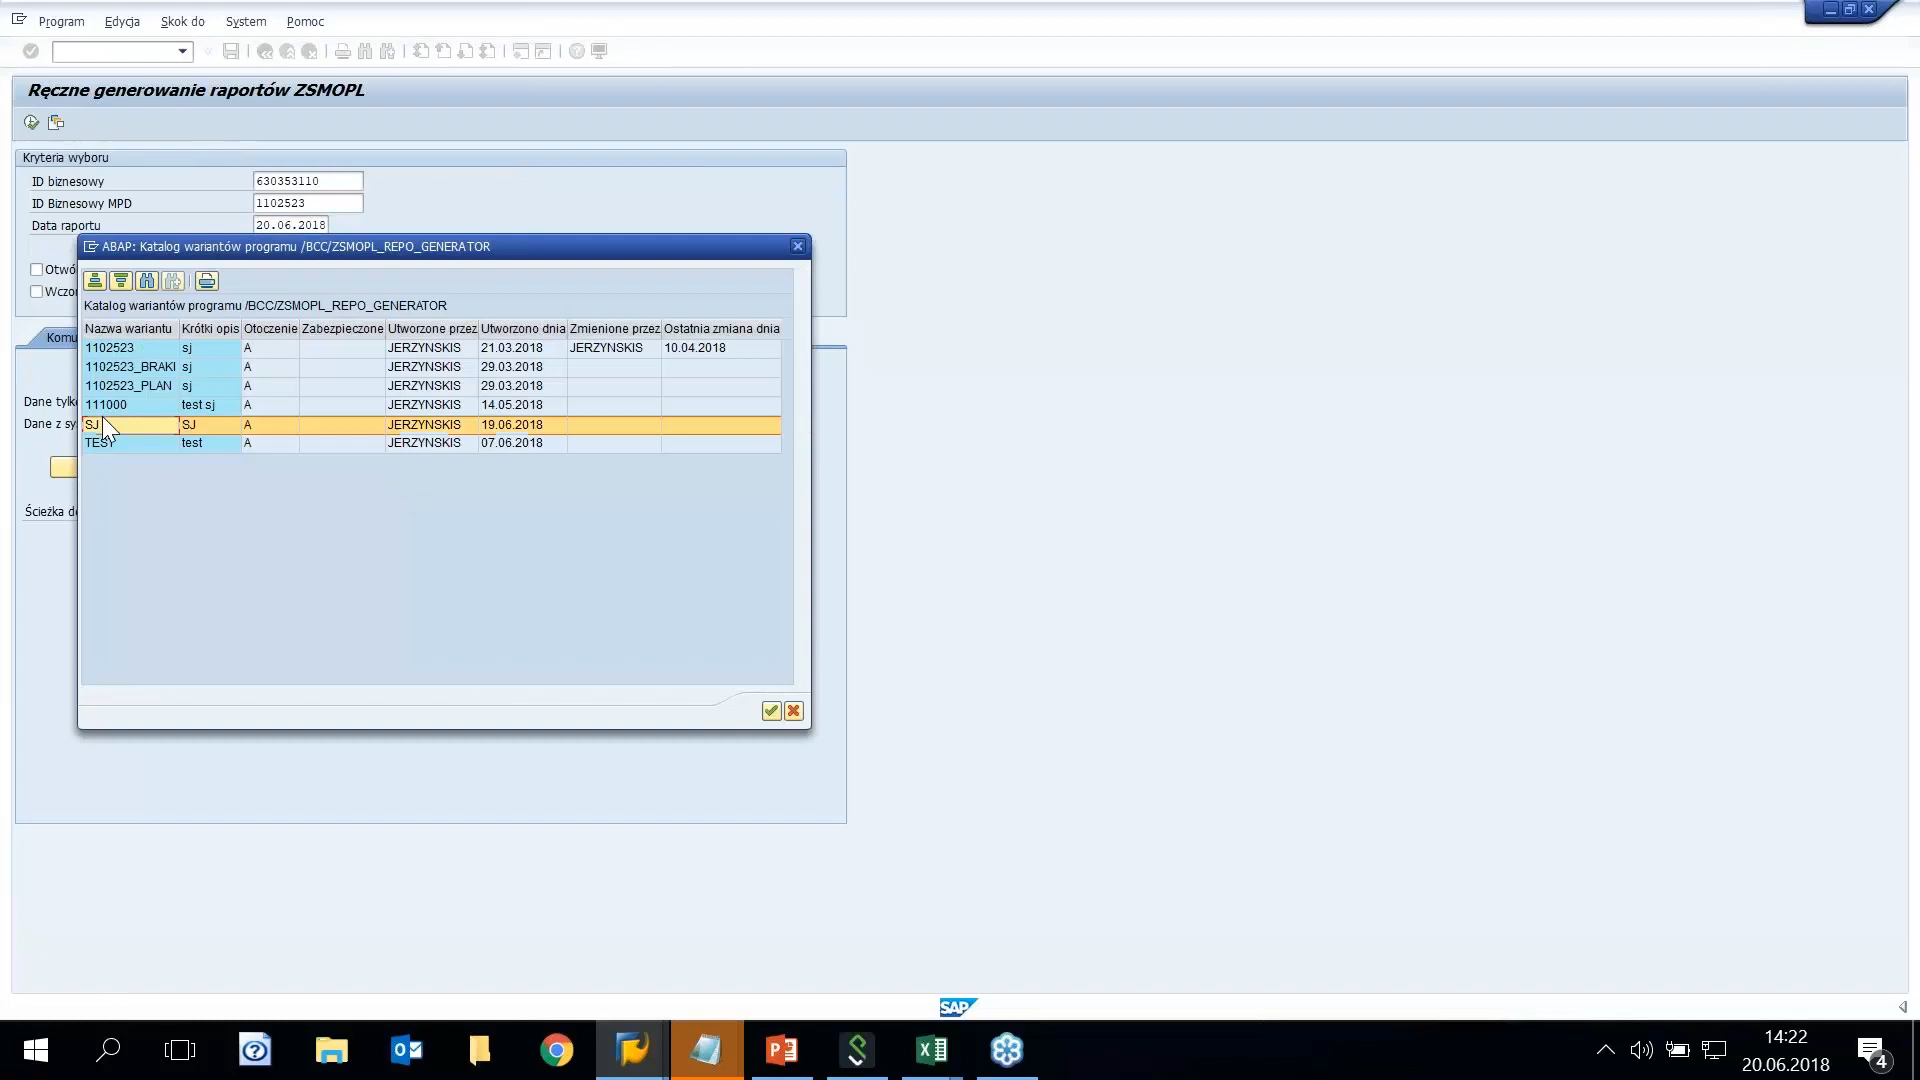 Program Edycja Skok do System Pomoc
Ręczne generowanie raportów ZSMOPL
Kryteria wyboru
ID biznesowy 630353110
ID Biznesowy MPD 1102523
Data raportu 20.06.2018
ABAP: Katalog wariantów programu /BCC/ZSMOPL_REPO_GENERATOR
Katalog wariantów programu /BCC/ZSMOPL_REPO_GENERATOR
Nazwa wariantu Krótki opis Otoczenie Zabezpieczone Utworzone przez Utworzono dnia Zmienione przez Ostatnia zmiana dnia
1102523 sj A JERZYNSKIS 21.03.2018 JERZYNSKIS 10.04.2018
1102523_BRAKI sj A JERZYNSKIS 29.03.2018
1102523_PLAN sj A JERZYNSKIS 29.03.2018
111000 test sj A JERZYNSKIS 14.05.2018
SJ SJ A JERZYNSKIS 19.06.2018
TEST test A JERZYNSKIS 07.06.2018
Dane
Dane z
Ścieżka
SAP
14:22
20.06.2018
4